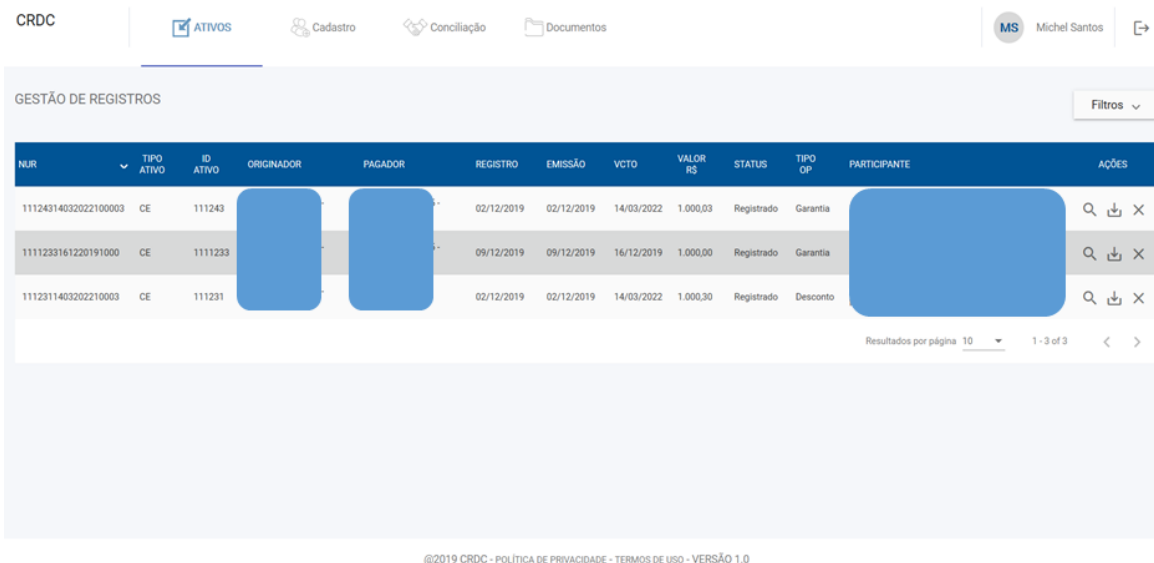 CRDC
ATIVOS
Cadastro
Conciliação
Documentos
MS Michel Santos
GESTÃO DE REGISTROS
Filtros
NUR TIPO ATIVO ID ATIVO ORIGINADOR PAGADOR REGISTRO EMISSÃO VCTO VALOR R$ STATUS TIPO OP PARTICIPANTE AÇÕES
11124314032022100003 CE 111243 02/12/2019 02/12/2019 14/03/2022 1.000,03 Registrado Garantia
1111233161220191000 CE 1111233 09/12/2019 09/12/2019 16/12/2019 1.000,00 Registrado Garantia
1112311403202210003 CE 111231 02/12/2019 02/12/2019 14/03/2022 1.000,30 Registrado Desconto
Resultados por página 10 1 - 3 of 3
@2019 CRDC - POLÍTICA DE PRIVACIDADE - TERMOS DE USO - VERSÃO 1.0